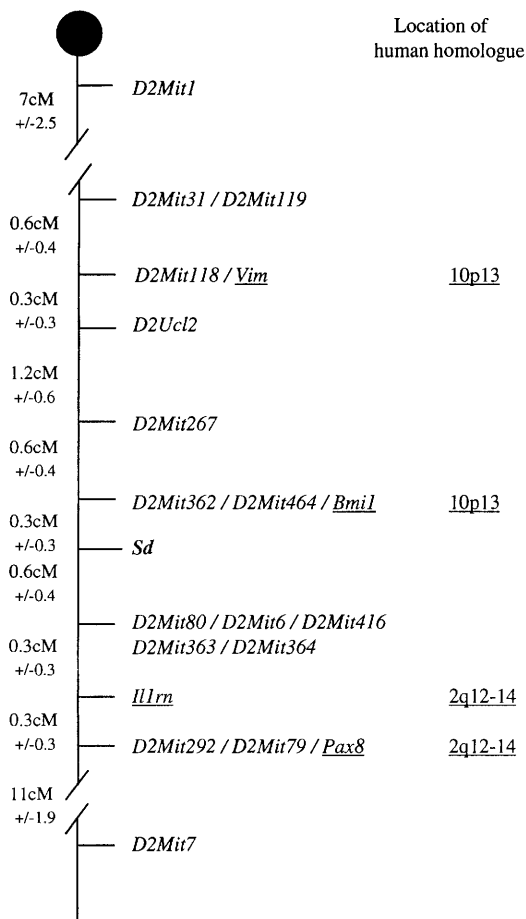 Location of
human homologue
D2Mit1
7cM
+/-2.5
D2Mit31 / D2Mit119
0.6cM
+/-0.4
D2Mit118 / Vim 10p13
0.3cM
+/-0.3
D2Ucl2
1.2cM
+/-0.6
D2Mit267
0.6cM
+/-0.4
D2Mit362 / D2Mit464 / Bmi1 10p13
0.3cM
+/-0.3
Sd
0.6cM
+/-0.4
D2Mit80 / D2Mit6 / D2Mit416
D2Mit363 / D2Mit364
0.3cM
+/-0.3
Il1rn 2q12-14
0.3cM
+/-0.3
D2Mit292 / D2Mit79 / Pax8 2q12-14
11cM
+/-1.9
D2Mit7